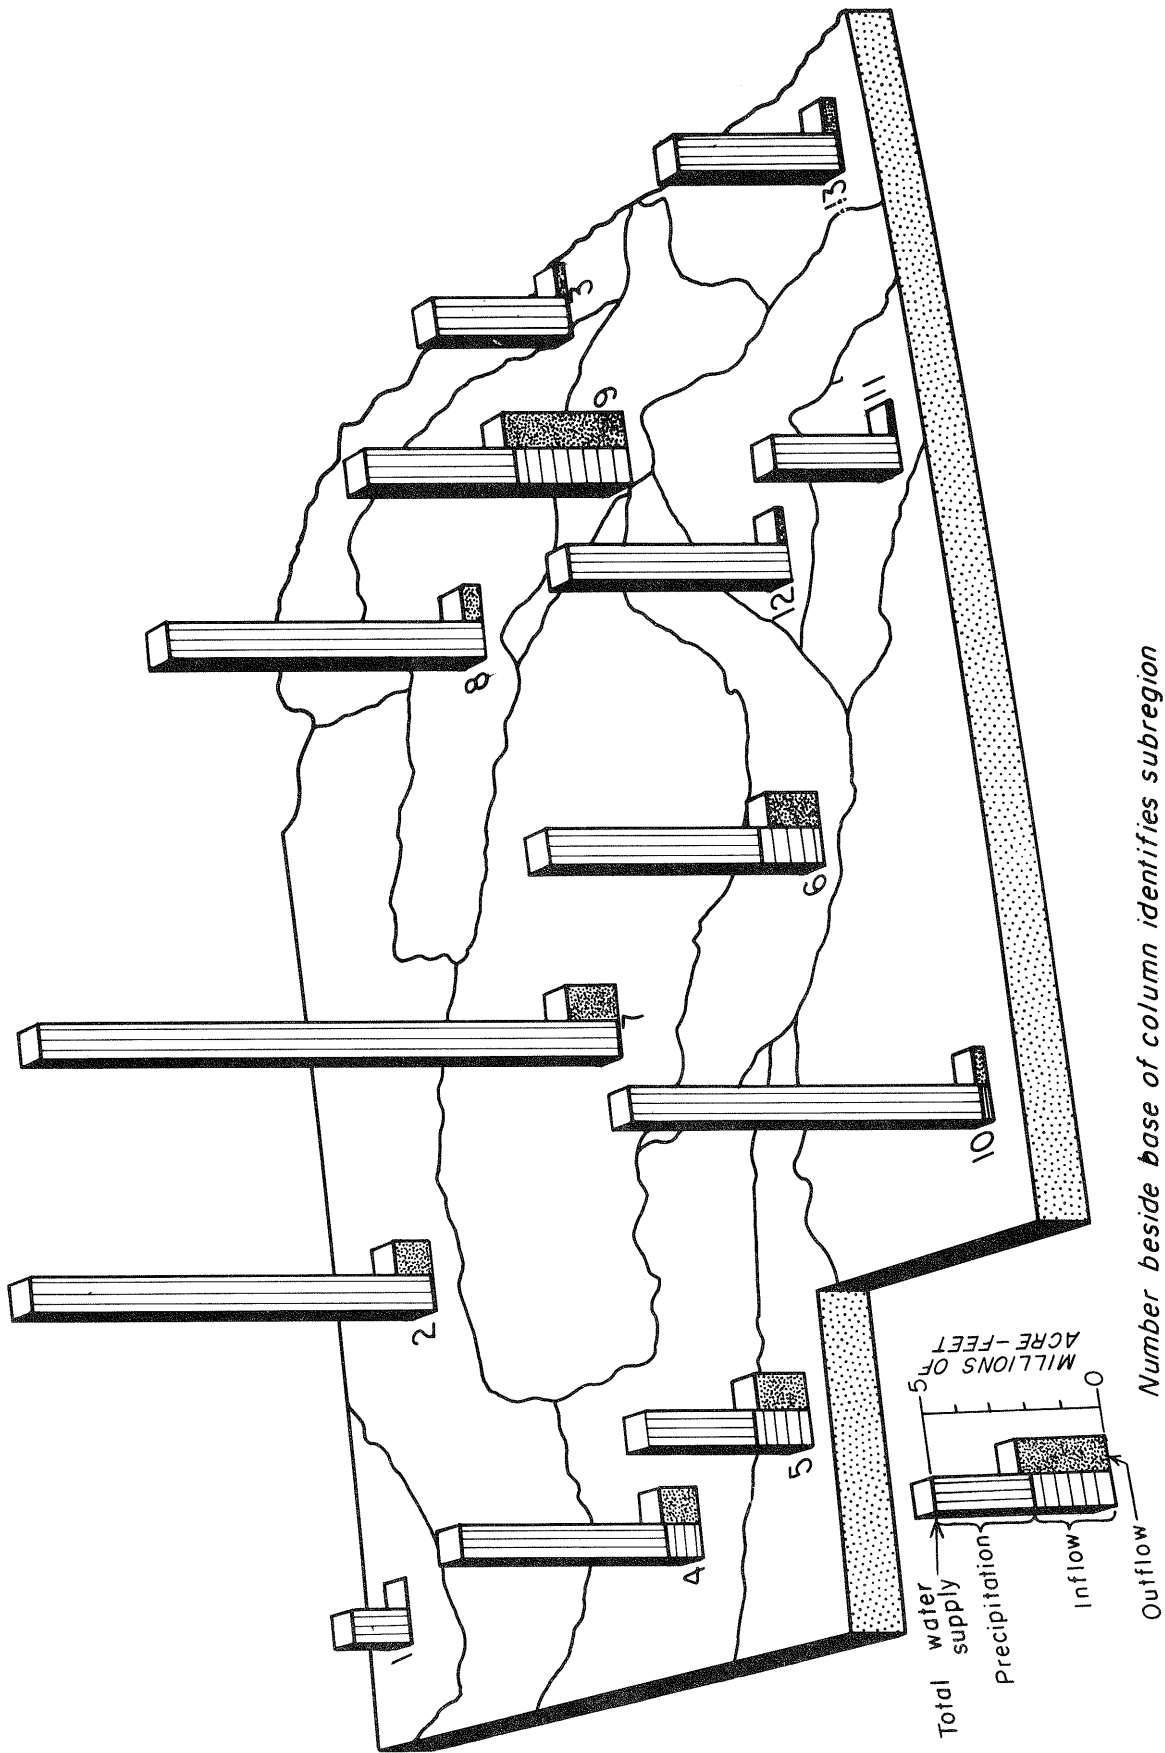 1
2
3
4
5
6
7
8
9
10
11
12
13
Total water
supply
Precipitation
Inflow
Outflow
5
0
MILLIONS OF
ACRE-FEET
Number beside base of column identifies subregion